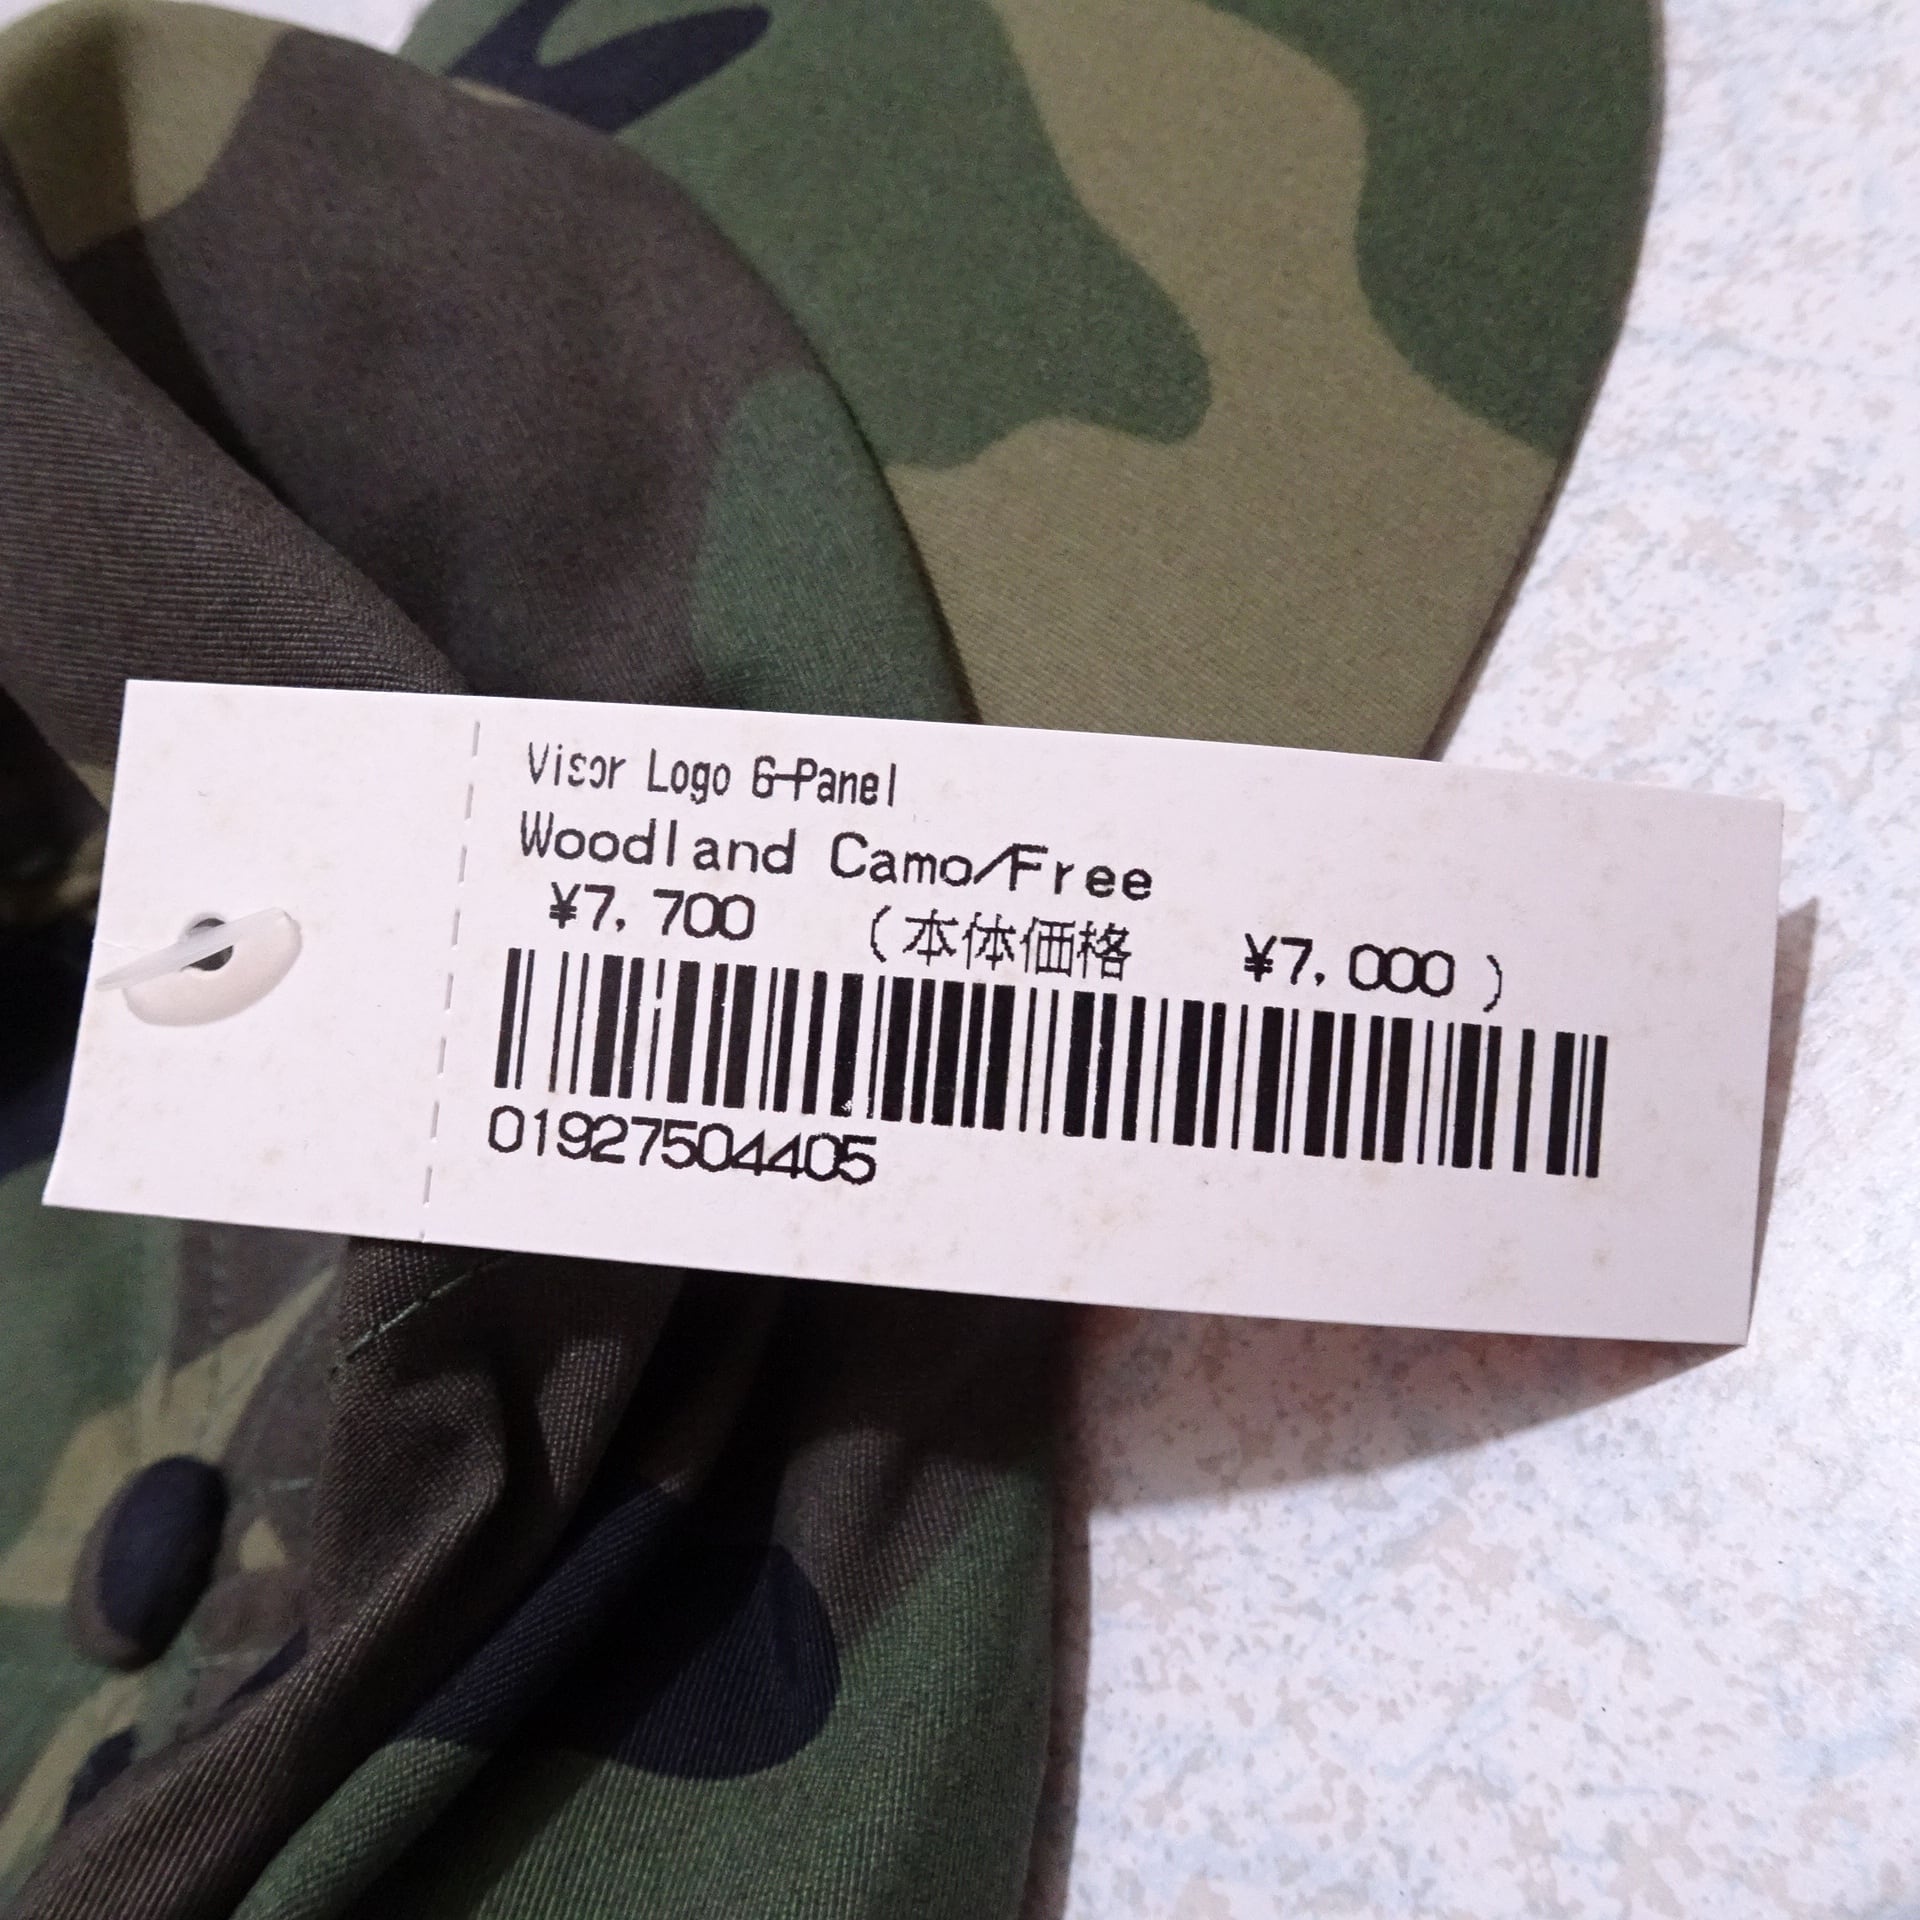 Visor Logo 6-Panel
Woodland Camo/Free
¥7,700 (本体価格 ¥7,000)
01927504405